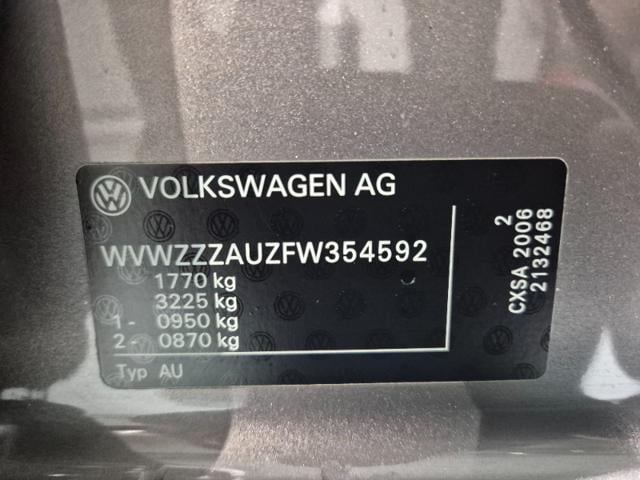 VOLKSWAGEN AG
WVWZZZAUZFW354592
1770 kg
3225 kg
1 - 0950 kg
2 - 0870 kg
Typ AU
2
CXSA 2006
2132468